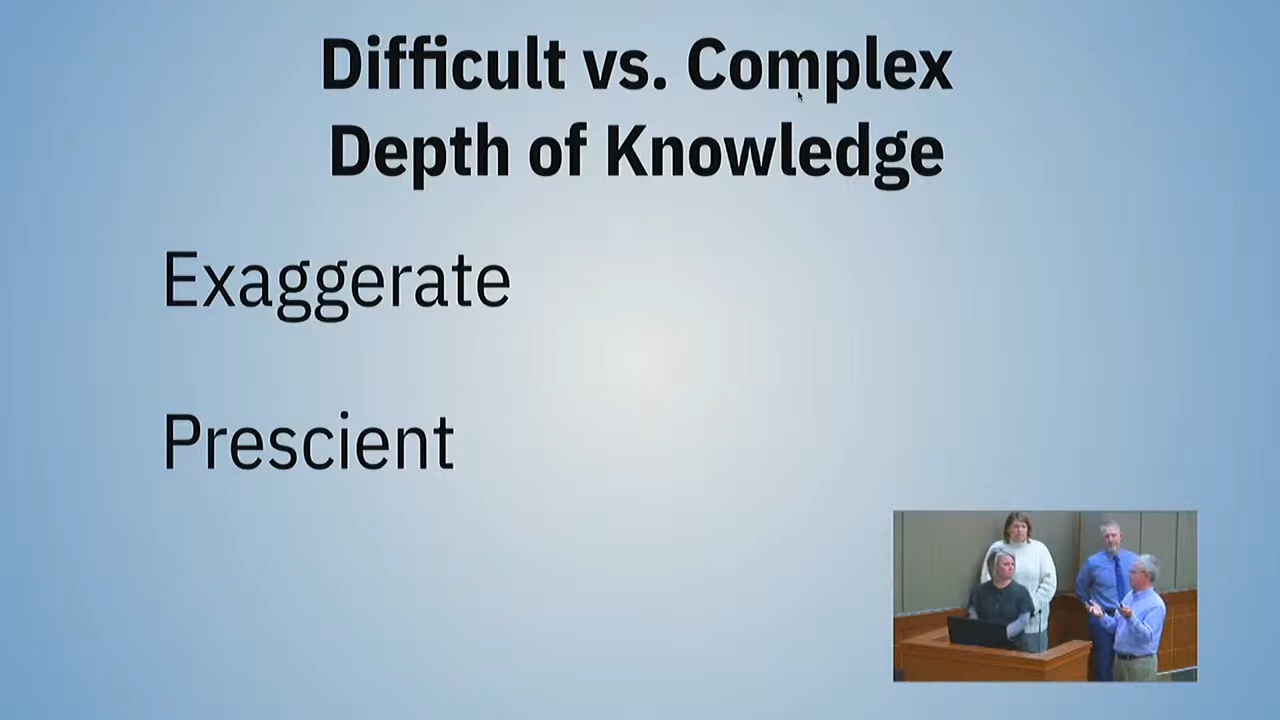 Difficult vs. Complex
Depth of Knowledge
Exaggerate
Prescient